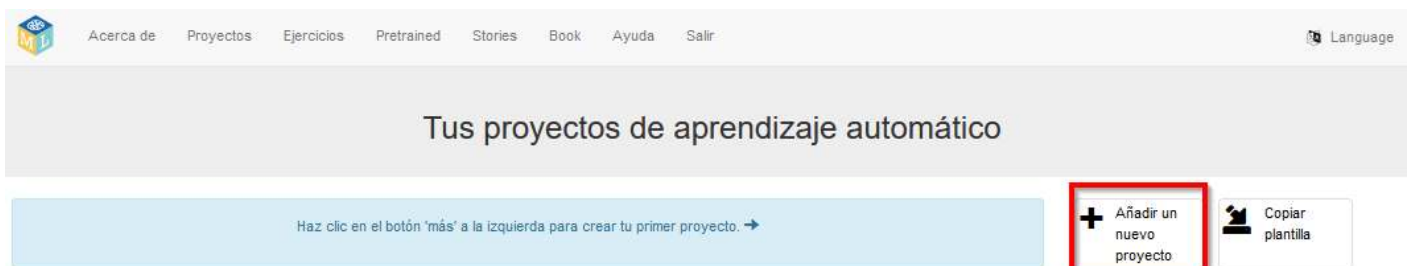 ML
Acerca de Proyectos Ejercicios Pretrained Stories Book Ayuda Salir Language
Tus proyectos de aprendizaje automático
Haz clic en el botón 'más' a la izquierda para crear tu primer proyecto. →
Añadir un
nuevo
proyecto
Copiar
plantilla